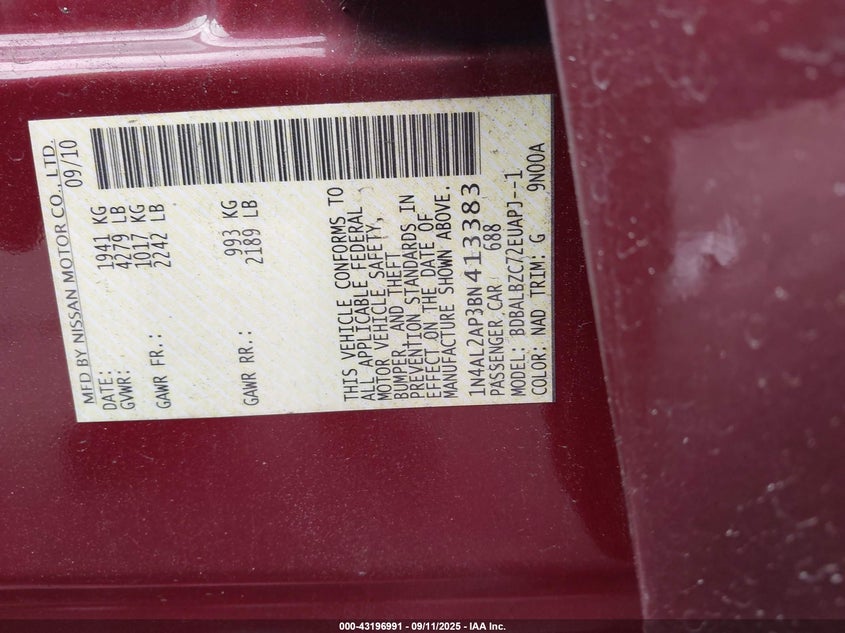 MFD BY NISSAN MOTOR CO., LTD.
DATE: 09/10
GVWR: 1941 KG
4279 LB
GAWR FR.: 1017 KG
2242 LB
GAWR RR.: 993 KG
2189 LB
THIS VEHICLE CONFORMS TO
ALL APPLICABLE FEDERAL
MOTOR VEHICLE SAFETY,
BUMPER, AND THEFT
PREVENTION STANDARDS IN
EFFECT ON THE DATE OF
MANUFACTURE SHOWN ABOVE.
1N4AL2AP3BN413383
PASSENGER CAR 688
MODEL: BDBALBZC72EUAPJ--1
COLOR: NAD TRIM: G 9N00A
000-43196991 - 09/11/2025 - IAA Inc.